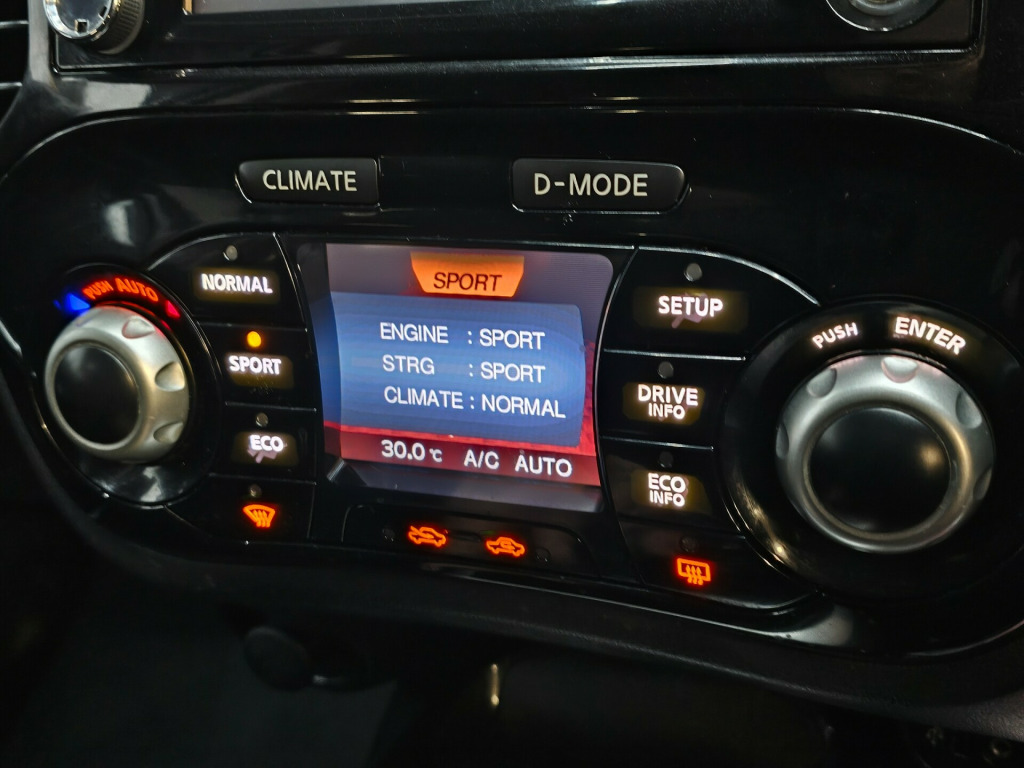 CLIMATE
D-MODE
PUSH AUTO
NORMAL
SPORT
ECO
SPORT
ENGINE : SPORT
STRG : SPORT
CLIMATE : NORMAL
30.0℃ A/C AUTO
SETUP
DRIVE
INFO
ECO
INFO
PUSH ENTER